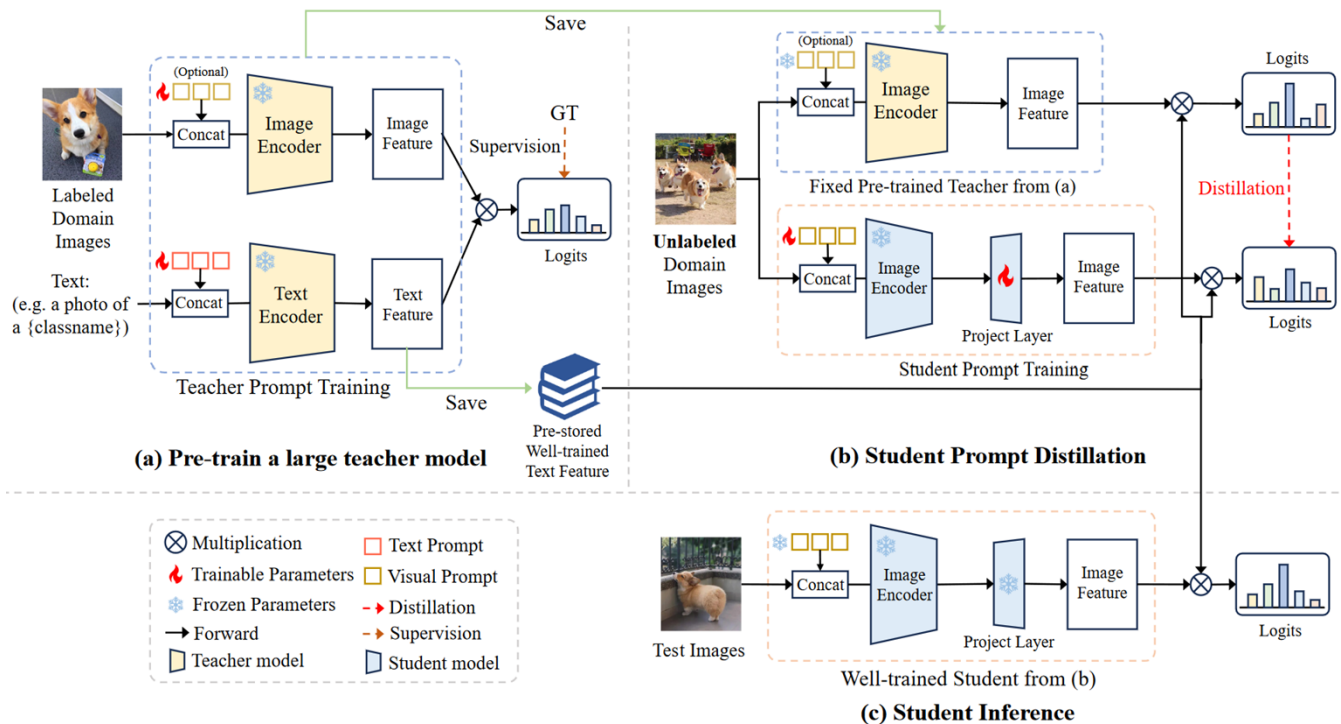 Save
(Optional)
Concat
Image
Encoder
Image
Feature
Labeled
Domain
Images
GT
Supervision
Logits
Text:
(e.g. a photo of
a {classname})
Concat
Text
Encoder
Text
Feature
Teacher Prompt Training
Save
Pre-stored
Well-trained
Text Feature
(a) Pre-train a large teacher model
(Optional)
Concat
Image
Encoder
Image
Feature
Logits
Fixed Pre-trained Teacher from (a)
Distillation
Unlabeled
Domain
Images
Concat
Image
Encoder
Project Layer
Image
Feature
Logits
Student Prompt Training
(b) Student Prompt Distillation
Multiplication
Text Prompt
Trainable Parameters
Visual Prompt
Frozen Parameters
Distillation
Forward
Supervision
Teacher model
Student model
Test Images
Concat
Image
Encoder
Project Layer
Image
Feature
Logits
Well-trained Student from (b)
(c) Student Inference